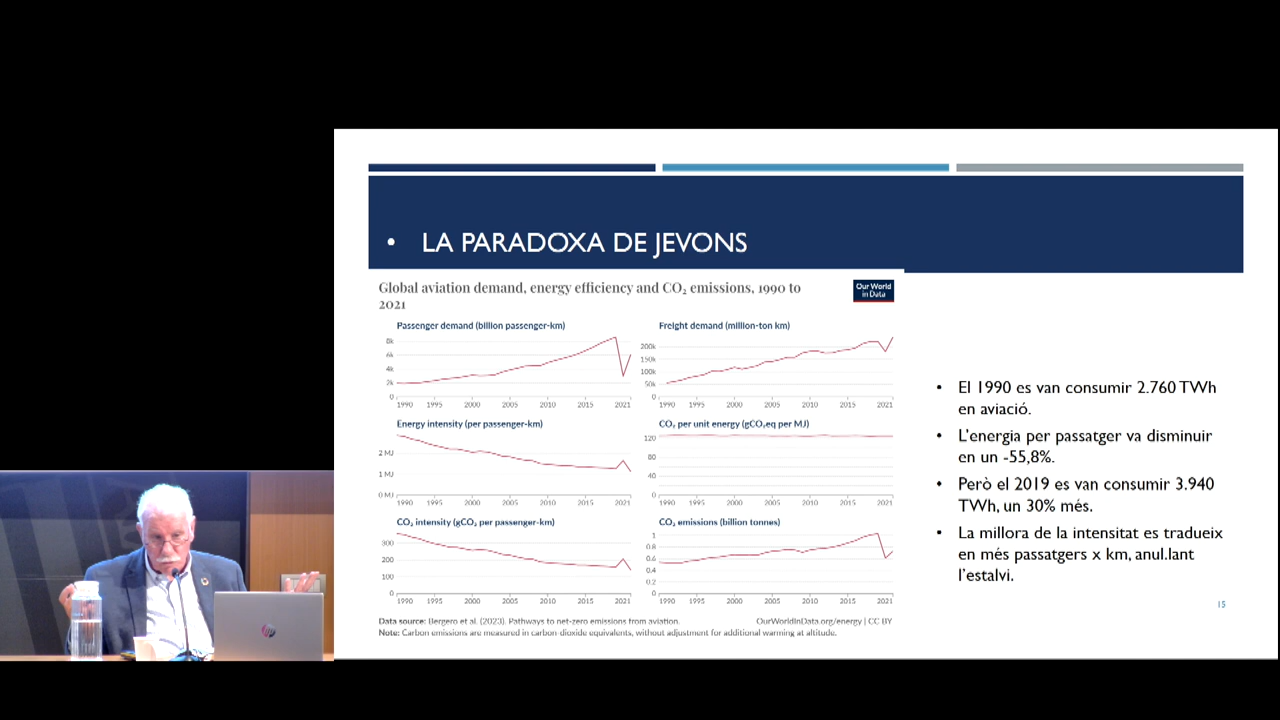 • LA PARADOXA DE JEVONS
Global aviation demand, energy efficiency and CO₂ emissions, 1990 to
2021
Our World
in Data
Passenger demand (billion passenger-km)
8k
6k
4k
2k
0
1990 1995 2000 2005 2010 2015 2021
Freight demand (million-ton km)
200k
150k
100k
50k
0
1990 1995 2000 2005 2010 2015 2021
Energy intensity (per passenger-km)
2 MJ
1 MJ
0 MJ
1990 1995 2000 2005 2010 2015 2021
CO₂ per unit energy (gCO₂eq per MJ)
120
80
40
0
1990 1995 2000 2005 2010 2015 2021
CO₂ intensity (gCO₂ per passenger-km)
300
200
100
0
1990 1995 2000 2005 2010 2015 2021
CO₂ emissions (billion tonnes)
1
0.8
0.6
0.4
0.2
0
1990 1995 2000 2005 2010 2015 2021
Data source: Bergero et al. (2023). Pathways to net-zero emissions from aviation.
OurWorldInData.org/energy | CC BY
Note: Carbon emissions are measured in carbon-dioxide equivalents, without adjustment for additional warming at altitude.
• El 1990 es van consumir 2.760 TWh
en aviació.
• L'energia per passatger va disminuir
en un -55,8%.
• Però el 2019 es van consumir 3.940
TWh, un 30% més.
• La millora de la intensitat es tradueix
en més passatgers x km, anul.lant
l'estalvi.
15
hp